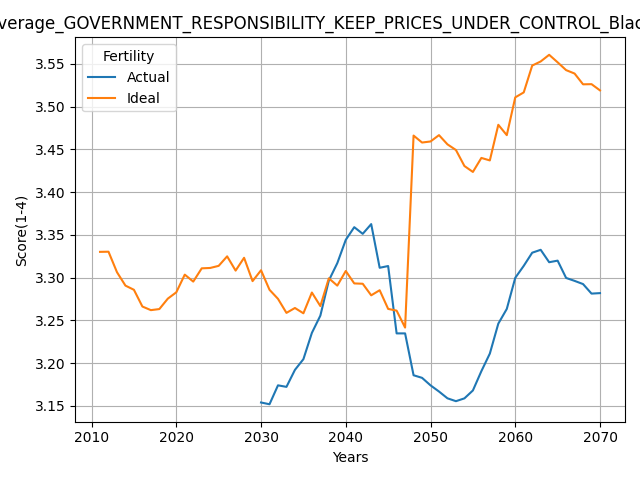 verage_GOVERNMENT_RESPONSIBILITY_KEEP_PRICES_UNDER_CONTROL_Blac
Fertility
Actual
Ideal
3.55
3.50
3.45
3.40
3.35
3.30
3.25
3.20
3.15
Score(1-4)
2010 2020 2030 2040 2050 2060 2070
Years